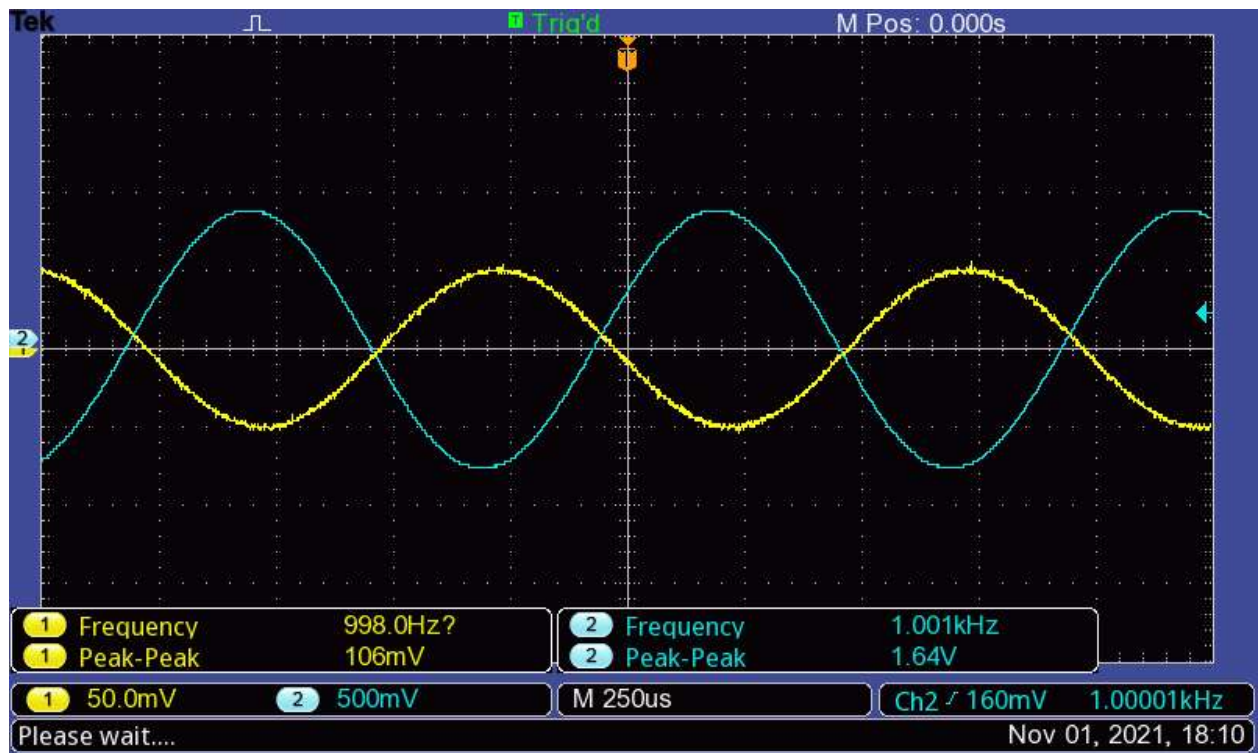 Tek T Trig'd M Pos: 0.000s
T
2
1
1 Frequency 998.0Hz? 2 Frequency 1.001kHz
1 Peak-Peak 106mV 2 Peak-Peak 1.64V
1 50.0mV 2 500mV M 250us Ch2 160mV 1.00001kHz
Please wait.... Nov 01, 2021, 18:10